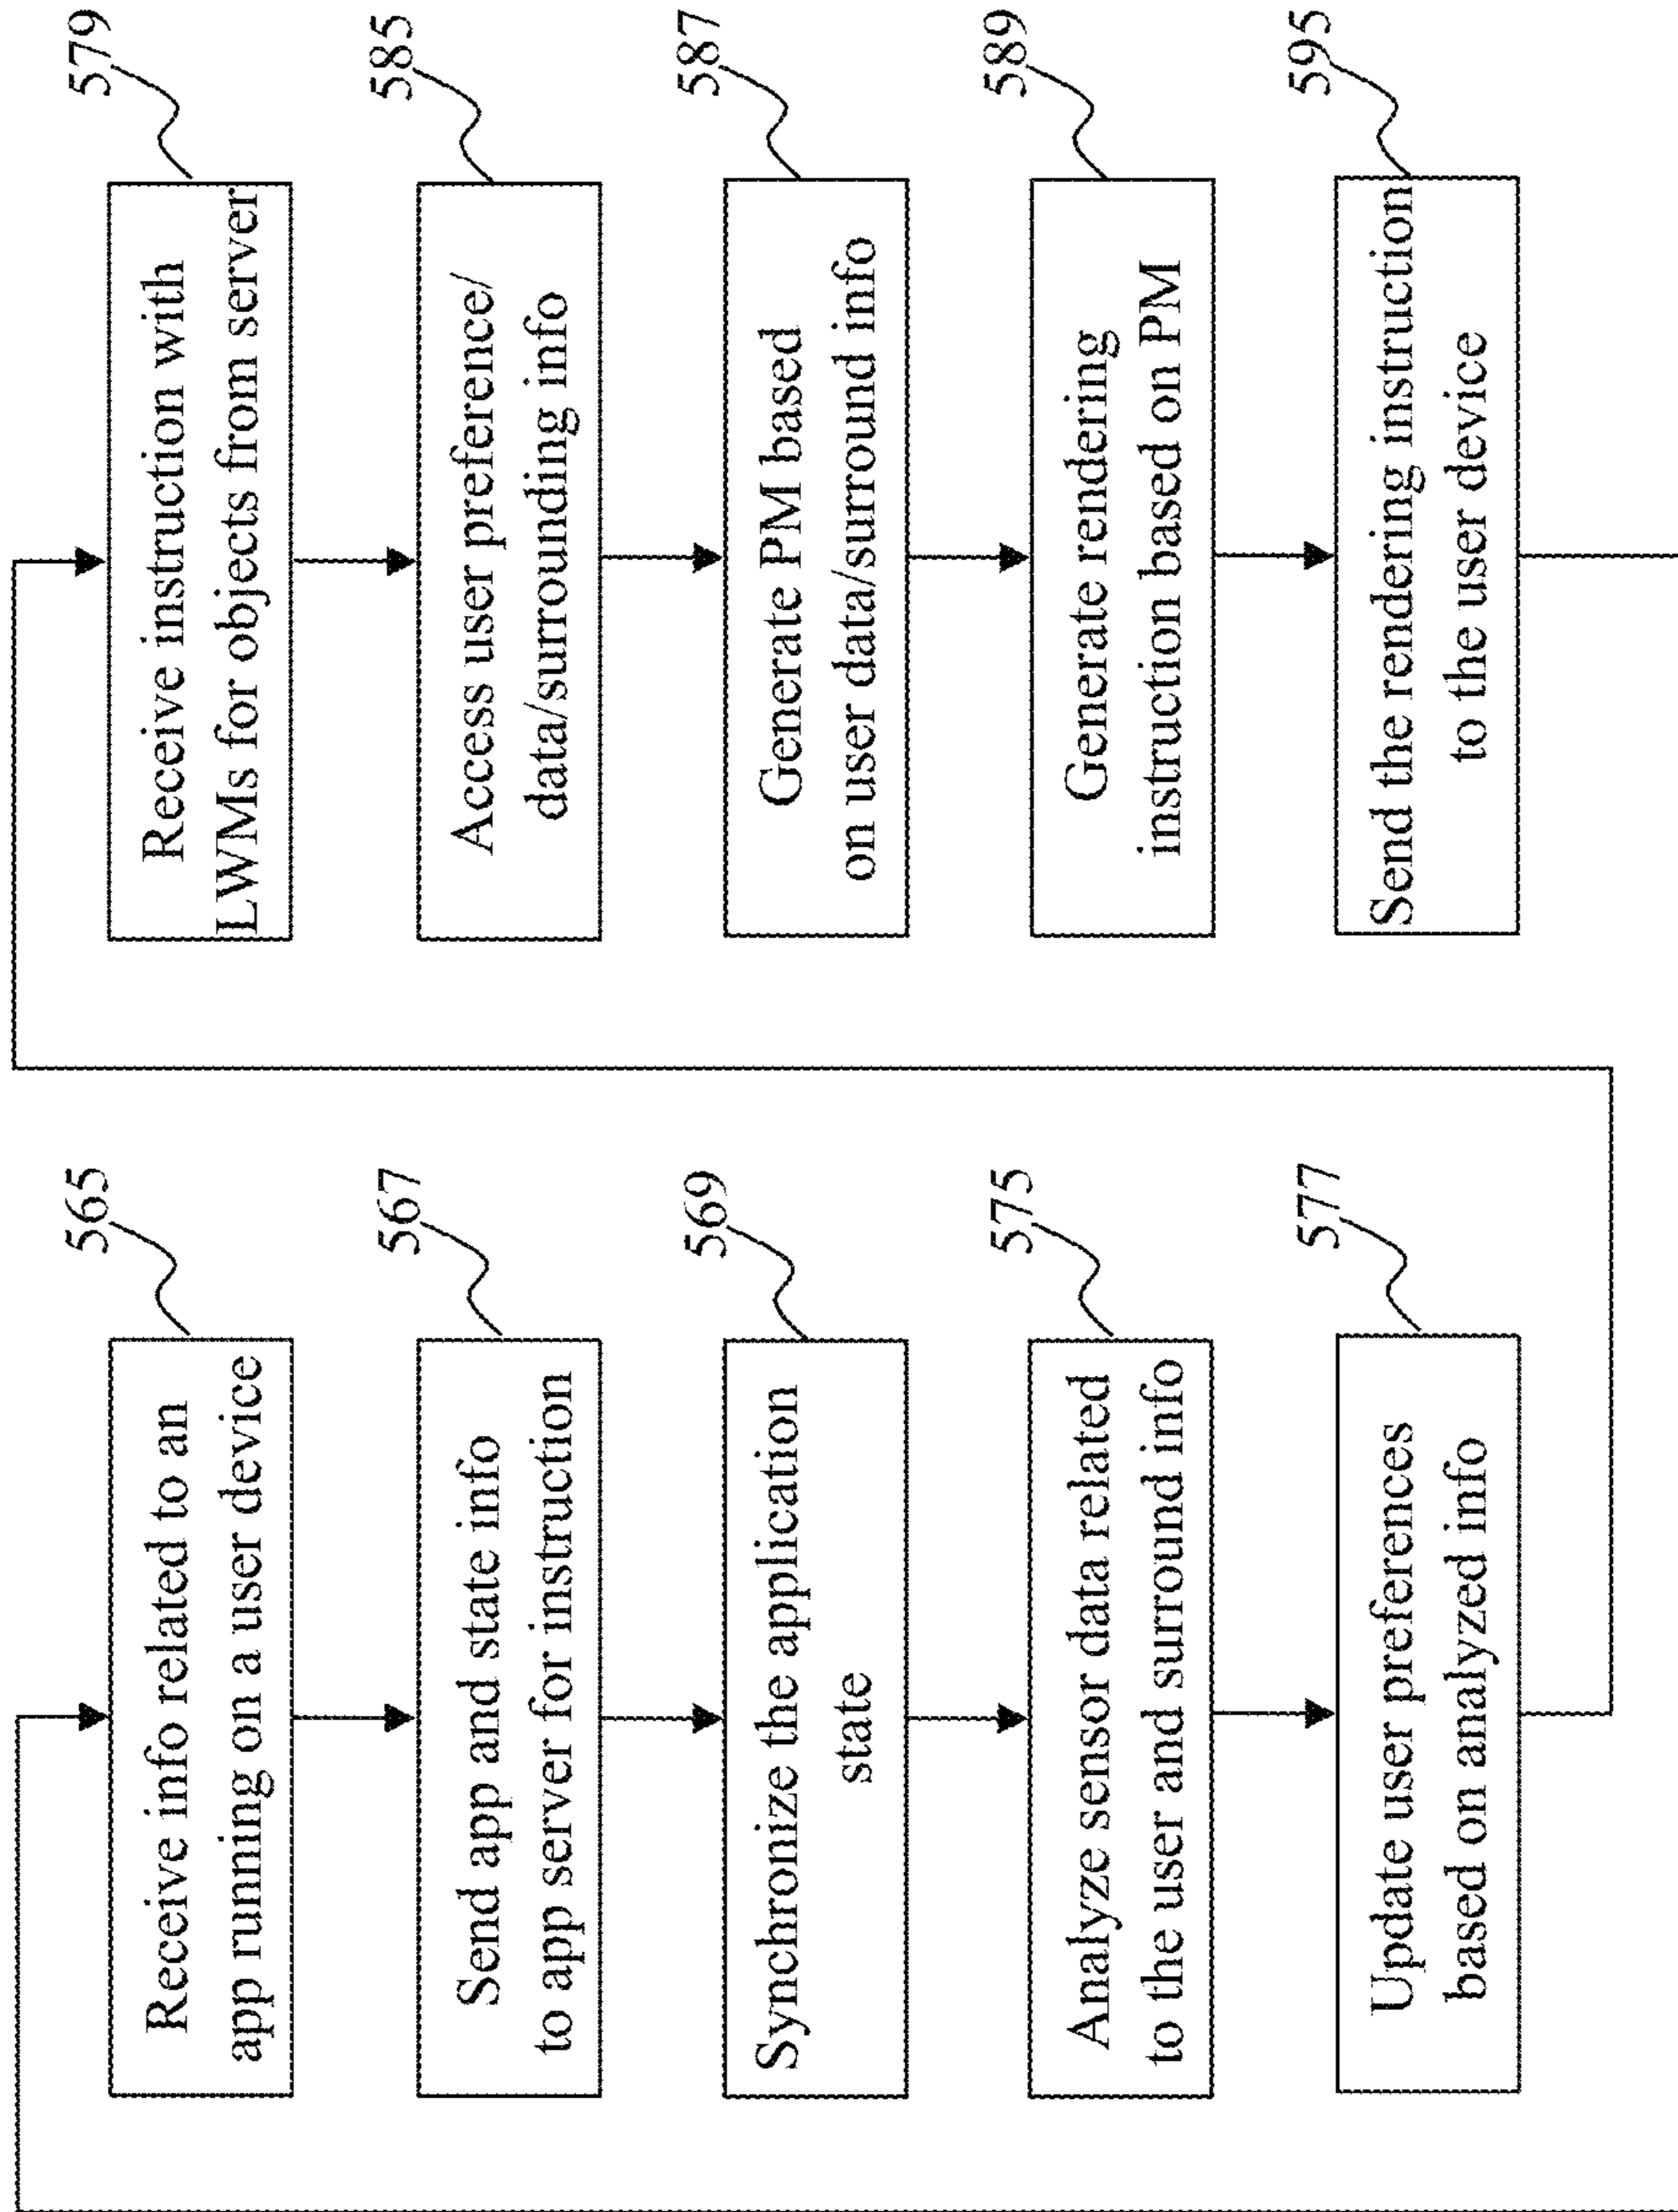 565
Receive info related to an
app running on a user device
567
Send app and state info
to app server for instruction
569
Synchronize the application
state
575
Analyze sensor data related
to the user and surround info
577
Update user preferences
based on analyzed info
579
Receive instruction with
LWMs for objects from server
585
Access user preference/
data/surrounding info
587
Generate PM based
on user data/surround info
589
Generate rendering
instruction based on PM
595
Send the rendering instruction
to the user device